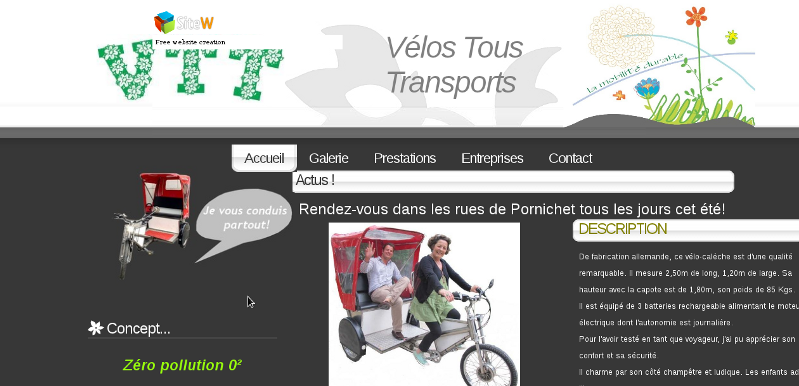 SiteW
Free website creation
VTT
Vélos Tous
Transports
la mobilité durable
Accueil
Galerie
Prestations
Entreprises
Contact
Actus !
Je vous conduis
partout!
Rendez-vous dans les rues de Pornichet tous les jours cet été!
DESCRIPTION
De fabrication allemande, ce vélo-calèche est d'une qualité
remarquable. Il mesure 2,50m de long, 1,20m de large. Sa
hauteur avec la capote est de 1,80m, son poids de 85 Kgs.
Il est équipé de 3 batteries rechargeable alimentant le moteu
électrique dont l'autonomie est journalière.
Pour l'avoir testé en tant que voyageur, j'ai pu apprécier son
confort et sa sécurité
Il charme par son côté champêtre et ludique. Les enfants ad
Concept...
Zéro pollution 0²